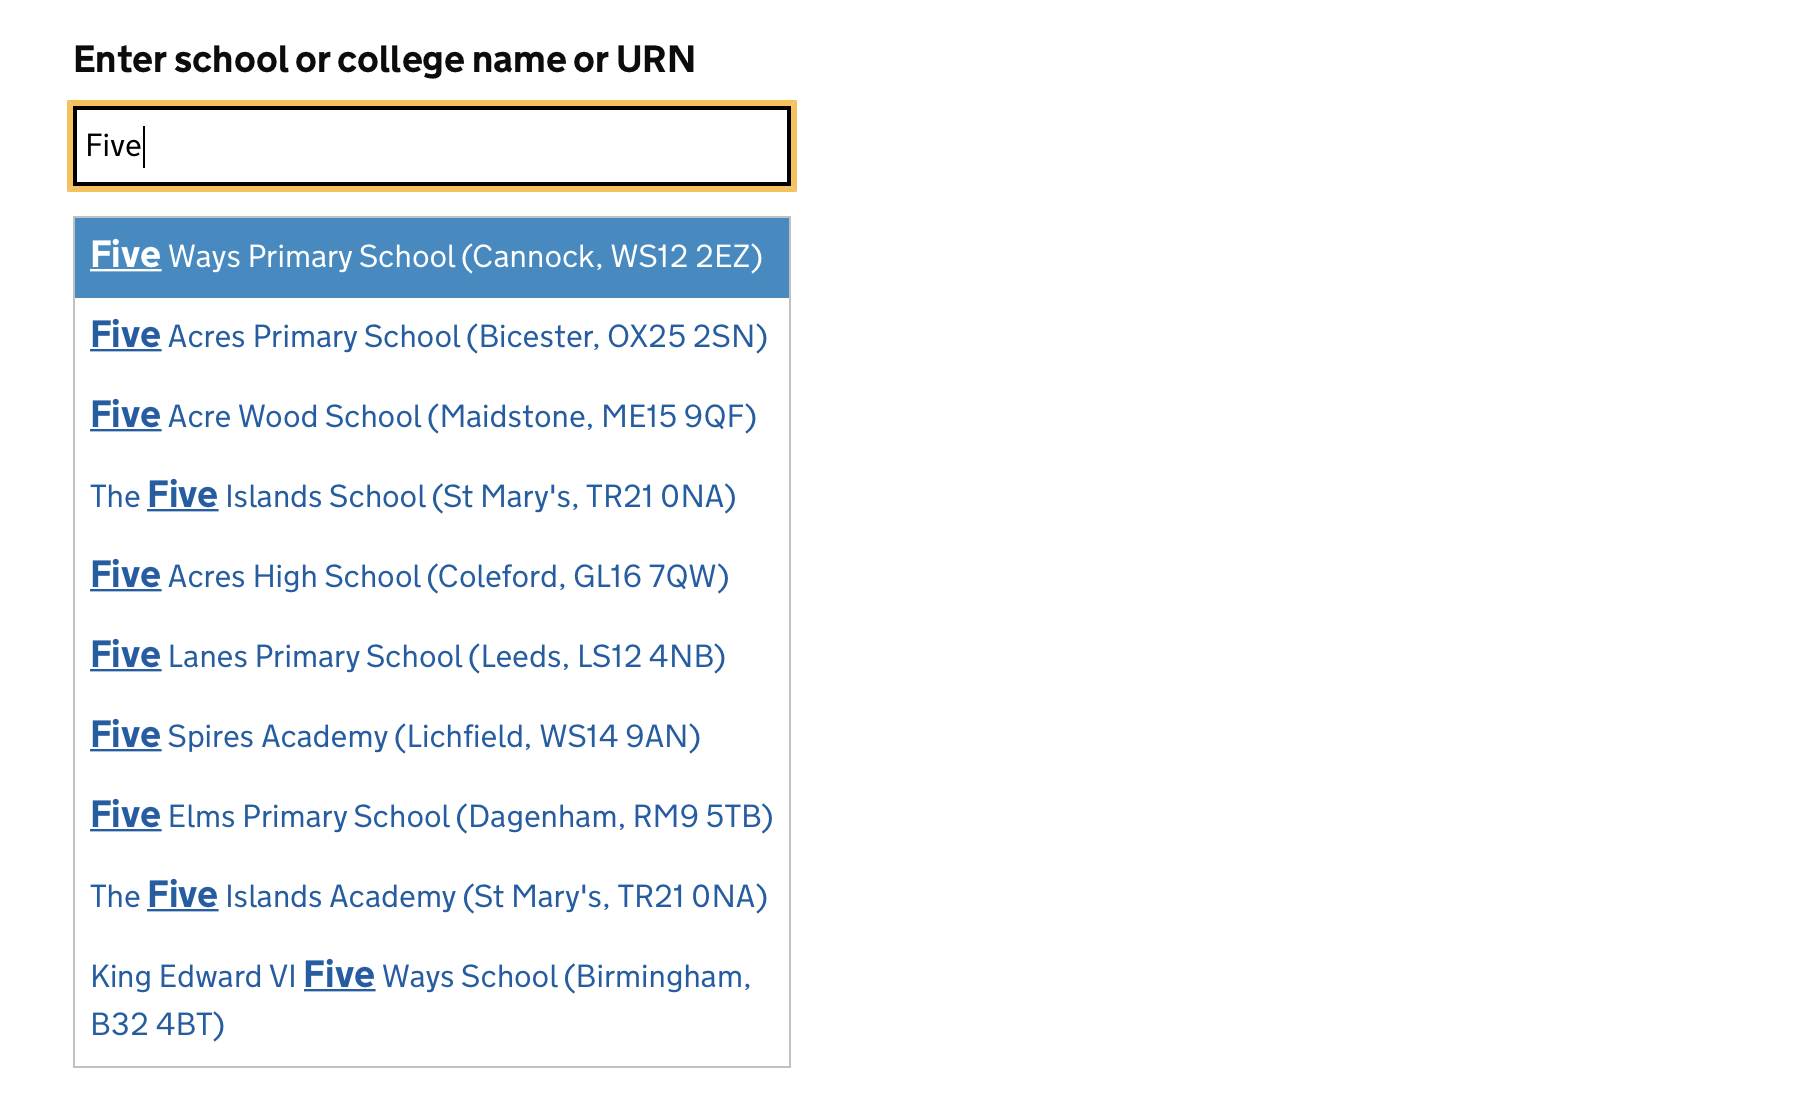 Enter school or college name or URN
Five
Five Ways Primary School (Cannock, WS12 2EZ)
Five Acres Primary School (Bicester, OX25 2SN)
Five Acre Wood School (Maidstone, ME15 9QF)
The Five Islands School (St Mary's, TR21 0NA)
Five Acres High School (Coleford, GL16 7QW)
Five Lanes Primary School (Leeds, LS12 4NB)
Five Spires Academy (Lichfield, WS14 9AN)
Five Elms Primary School (Dagenham, RM9 5TB)
The Five Islands Academy (St Mary's, TR21 0NA)
King Edward VI Five Ways School (Birmingham,
B32 4BT)